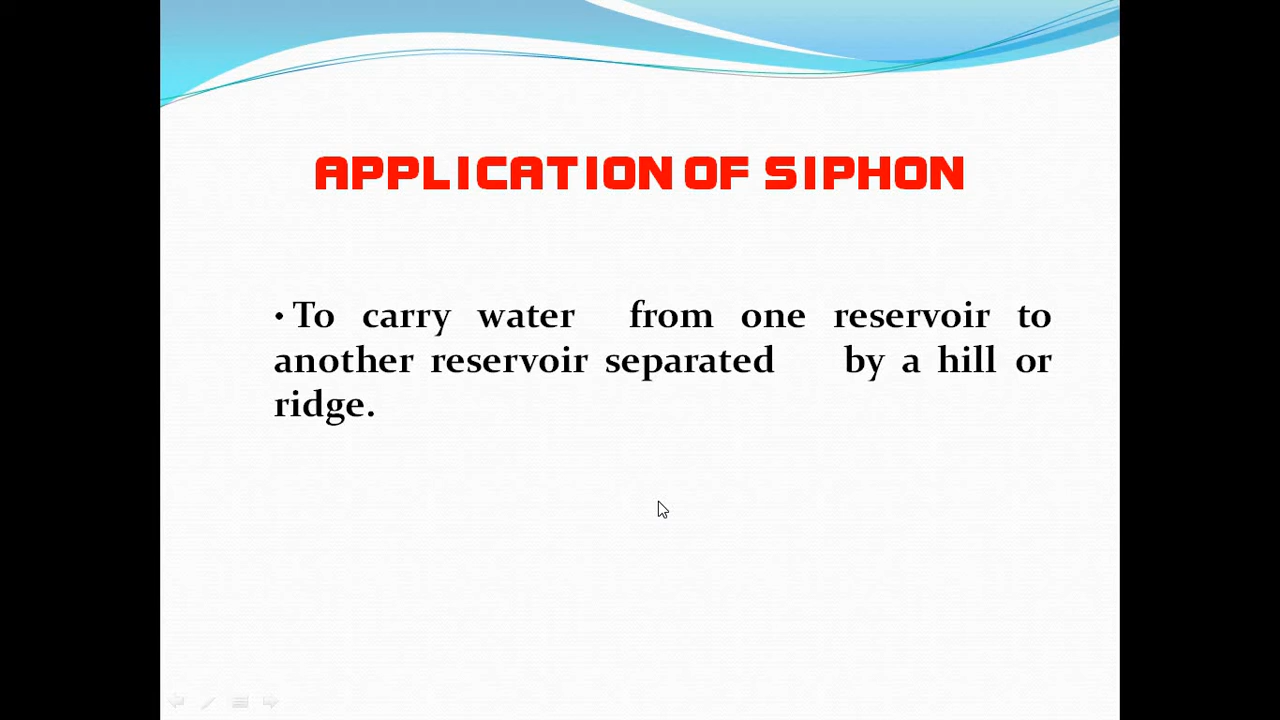 APPLICATION OF SIPHON
• To carry water from one reservoir to
another reservoir separated by a hill or
ridge.